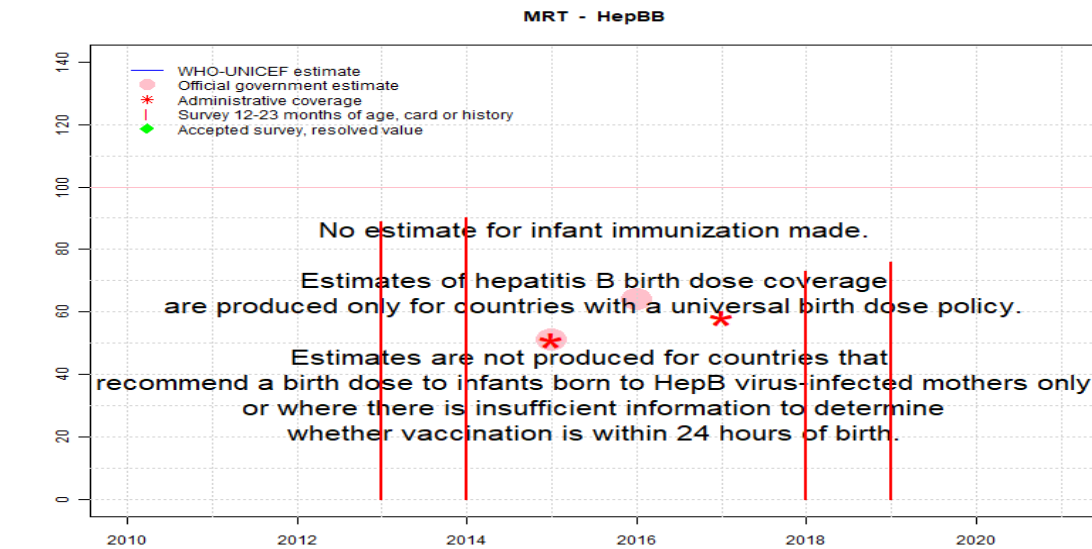 MRT - HepBB
140
120
100
80
60
40
20
0
WHO-UNICEF estimate
Official government estimate
Administrative coverage
Survey 12-23 months of age, card or history
Accepted survey, resolved value
No estimate for infant immunization made.
Estimates of hepatitis B birth dose coverage
are produced only for countries with a universal birth dose policy.
Estimates are not produced for countries that
recommend a birth dose to infants born to HepB virus-infected mothers only
or where there is insufficient information to determine
whether vaccination is within 24 hours of birth.
2010 2012 2014 2016 2018 2020